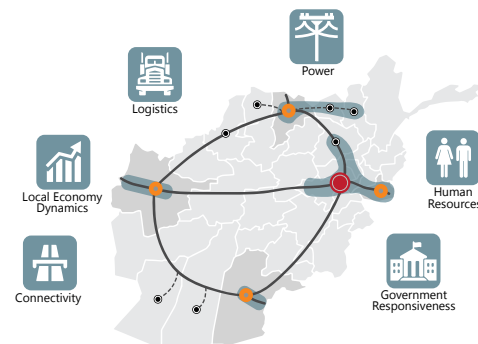 Power
Logistics
Local Economy
Dynamics
Human
Resources
Connectivity
Government
Responsiveness